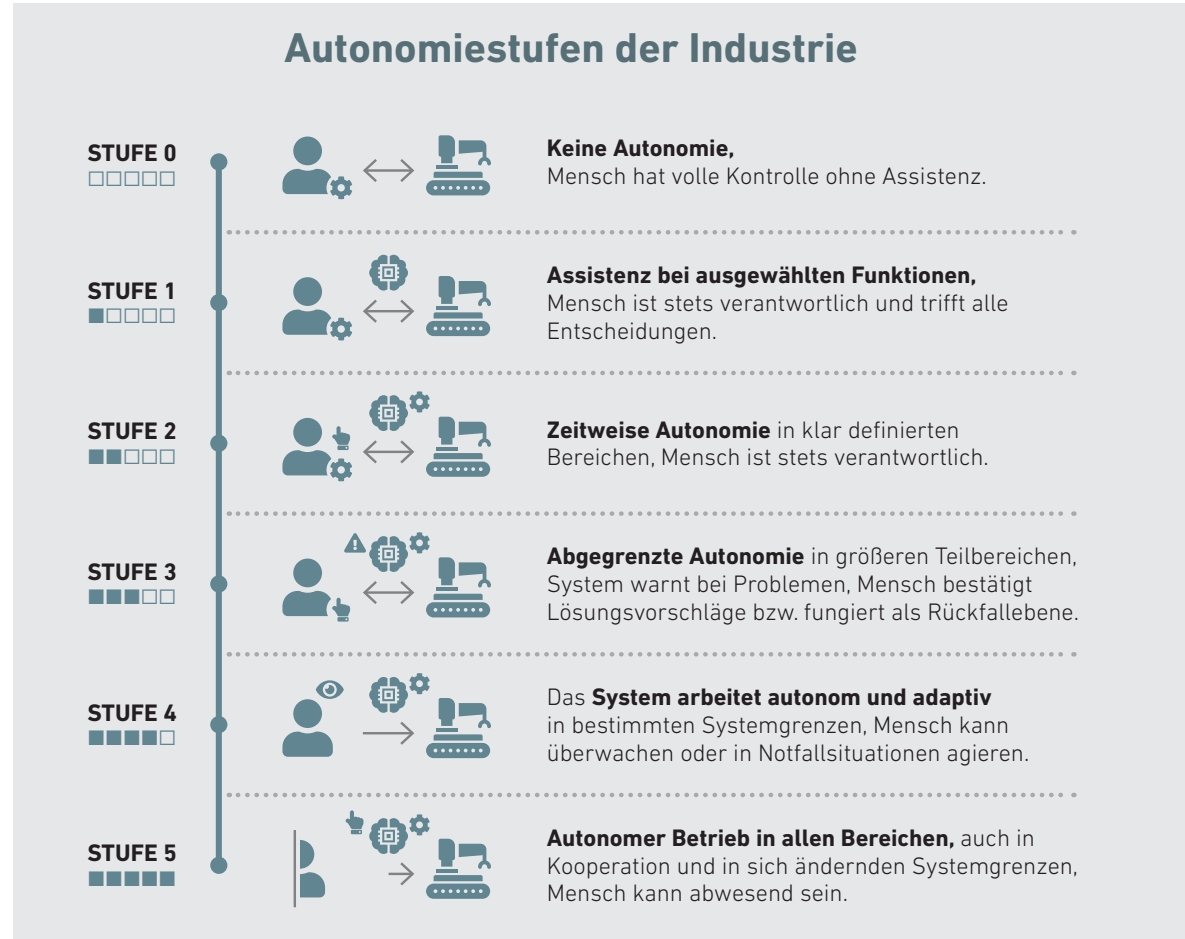 Autonomiestufen der Industrie
STUFE 0
Keine Autonomie,
Mensch hat volle Kontrolle ohne Assistenz.
STUFE 1
Assistenz bei ausgewählten Funktionen,
Mensch ist stets verantwortlich und trifft alle
Entscheidungen.
STUFE 2
Zeitweise Autonomie in klar definierten
Bereichen, Mensch ist stets verantwortlich.
STUFE 3
Abgegrenzte Autonomie in größeren Teilbereichen,
System warnt bei Problemen, Mensch bestätigt
Lösungsvorschläge bzw. fungiert als Rückfallebene.
STUFE 4
Das System arbeitet autonom und adaptiv
in bestimmten Systemgrenzen, Mensch kann
überwachen oder in Notfallsituationen agieren.
STUFE 5
Autonomer Betrieb in allen Bereichen, auch in
Kooperation und in sich ändernden Systemgrenzen,
Mensch kann abwesend sein.